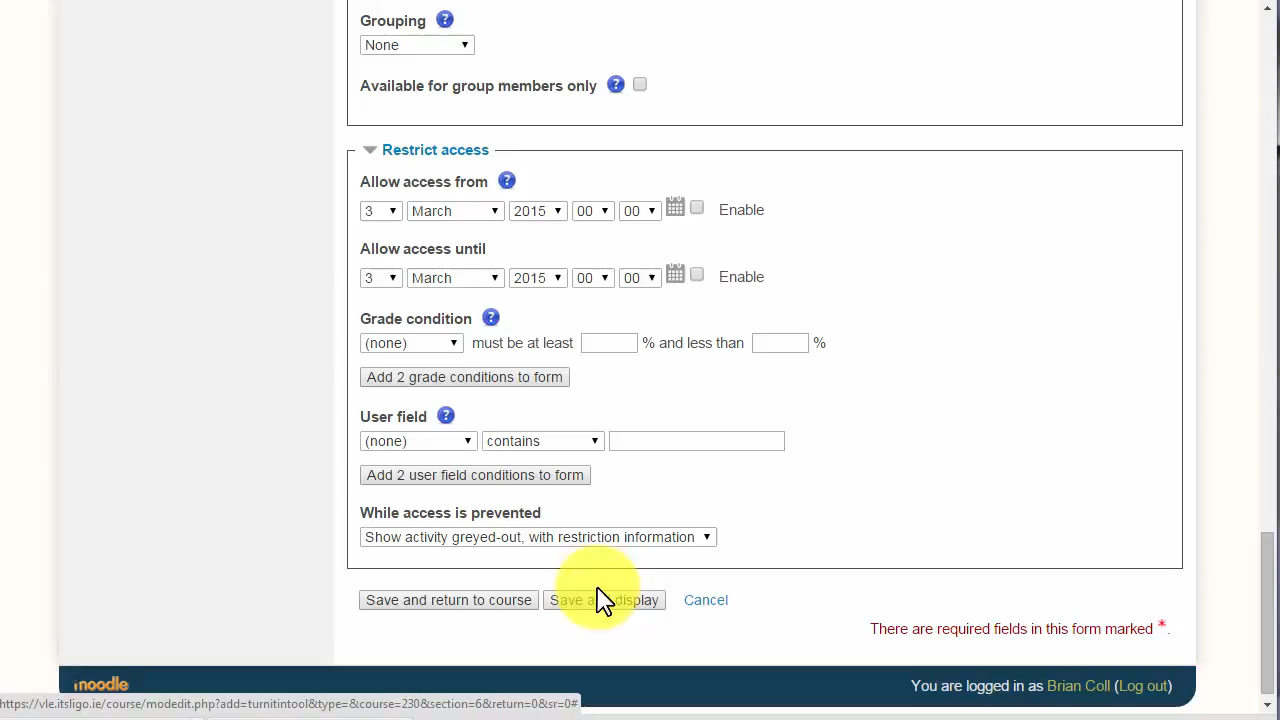 Grouping
None
Available for group members only
Restrict access
Allow access from
3 March 2015 00 00 Enable
Allow access until
3 March 2015 00 00 Enable
Grade condition
(none) must be at least % and less than %
Add 2 grade conditions to form
User field
(none) contains
Add 2 user field conditions to form
While access is prevented
Show activity greyed-out, with restriction information
Save and return to course Save and display Cancel
There are required fields in this form marked *.
moodle You are logged in as Brian Coll (Log out)
https://vle.itsligo.ie/course/modedit.php?add=turnitintool&type=&course=230&section=6&return=0&sr=0#